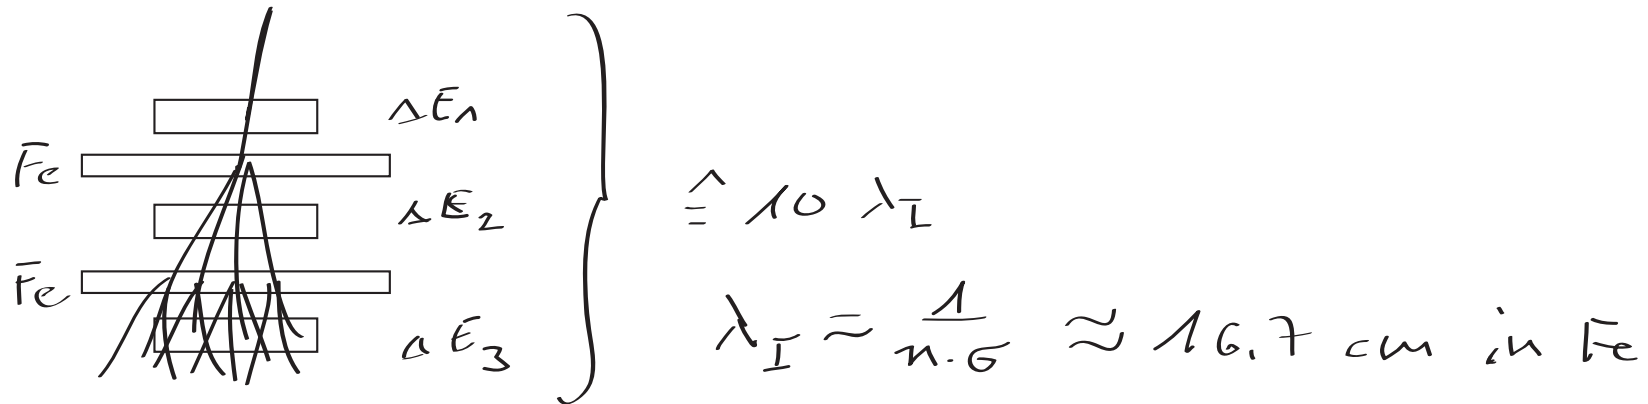 ΔE₁
Fe
ΔE₂
≙ 10 λ_I
Fe
ΔE₃
λ_I ≈ 1/(n·σ) ≈ 16.7 cm in Fe